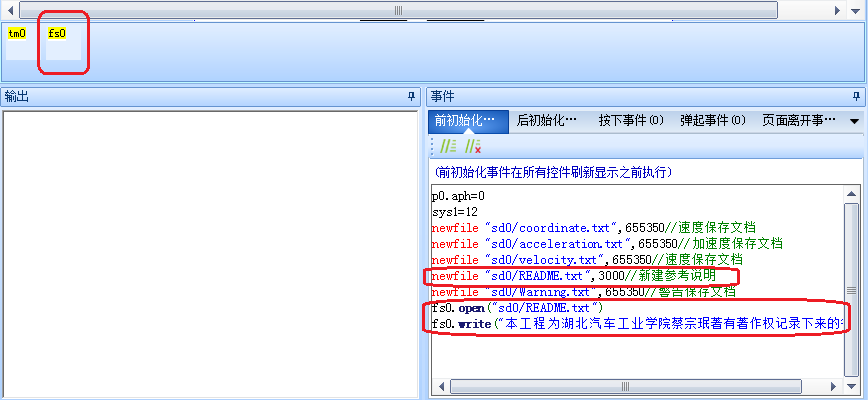 tm0
fs0
输出
事件
前初始化···
后初始化···
按下事件(0)
弹起事件(0)
页面离开事···
(前初始化事件在所有控件刷新显示之前执行)
p0.aph=0
sys1=12
newfile "sd0/coordinate.txt",655350//速度保存文档
newfile "sd0/acceleration.txt",655350//加速度保存文档
newfile "sd0/velocity.txt",655350//速度保存文档
newfile "sd0/README.txt",3000//新建参考说明
newfile "sd0/Warning.txt",655350//警告保存文档
fs0.open("sd0/README.txt")
fs0.write("本工程为湖北汽车工业学院蔡宗珉著有著作权记录下来的